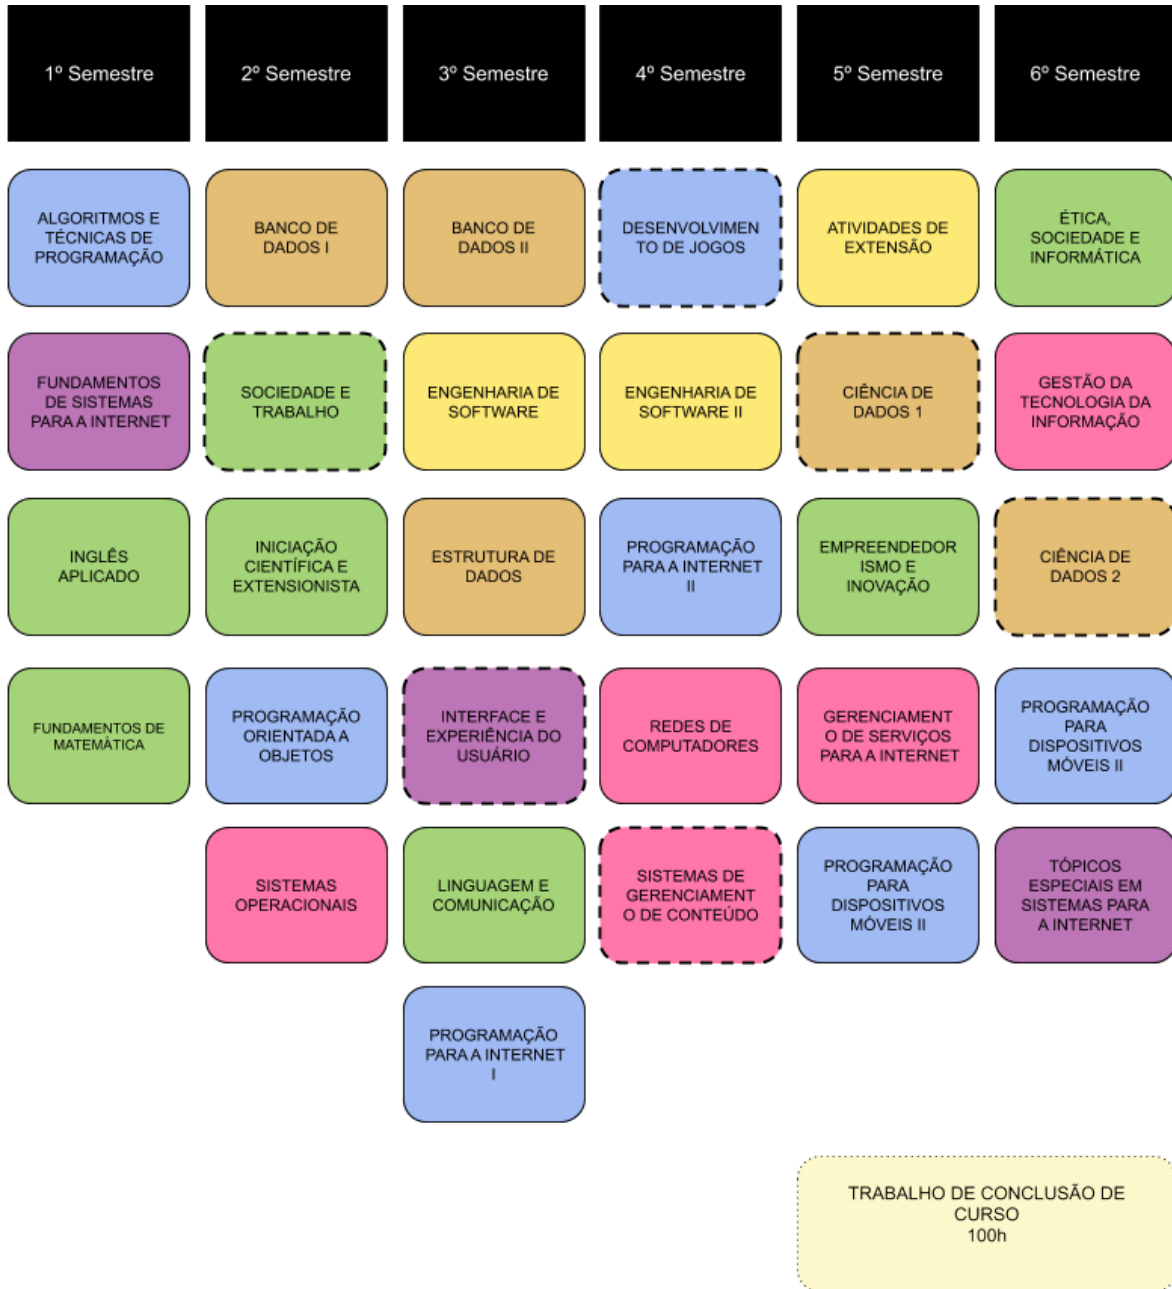 1º Semestre
2º Semestre
3º Semestre
4º Semestre
5º Semestre
6º Semestre
ALGORITMOS E
TÉCNICAS DE
PROGRAMAÇÃO
BANCO DE
DADOS I
BANCO DE
DADOS II
DESENVOLVIMEN
TO DE JOGOS
ATIVIDADES DE
EXTENSÃO
ÉTICA,
SOCIEDADE E
INFORMÁTICA
FUNDAMENTOS
DE SISTEMAS
PARA A INTERNET
SOCIEDADE E
TRABALHO
ENGENHARIA DE
SOFTWARE
ENGENHARIA DE
SOFTWARE II
CIÊNCIA DE
DADOS 1
GESTÃO DA
TECNOLOGIA DA
INFORMAÇÃO
INGLÊS
APLICADO
INICIAÇÃO
CIENTÍFICA E
EXTENSIONISTA
ESTRUTURA DE
DADOS
PROGRAMAÇÃO
PARA A INTERNET
II
EMPREENDEDOR
ISMO E
INOVAÇÃO
CIÊNCIA DE
DADOS 2
FUNDAMENTOS DE
MATEMÁTICA
PROGRAMAÇÃO
ORIENTADA A
OBJETOS
INTERFACE E
EXPERIÊNCIA DO
USUÁRIO
REDES DE
COMPUTADORES
GERENCIAMENT
O DE SERVIÇOS
PARA A INTERNET
PROGRAMAÇÃO
PARA
DISPOSITIVOS
MÓVEIS II
SISTEMAS
OPERACIONAIS
LINGUAGEM E
COMUNICAÇÃO
SISTEMAS DE
GERENCIAMENT
O DE CONTEÚDO
PROGRAMAÇÃO
PARA
DISPOSITIVOS
MÓVEIS II
TÓPICOS
ESPECIAIS EM
SISTEMAS PARA
A INTERNET
PROGRAMAÇÃO
PARA A INTERNET
I
TRABALHO DE CONCLUSÃO DE
CURSO
100h